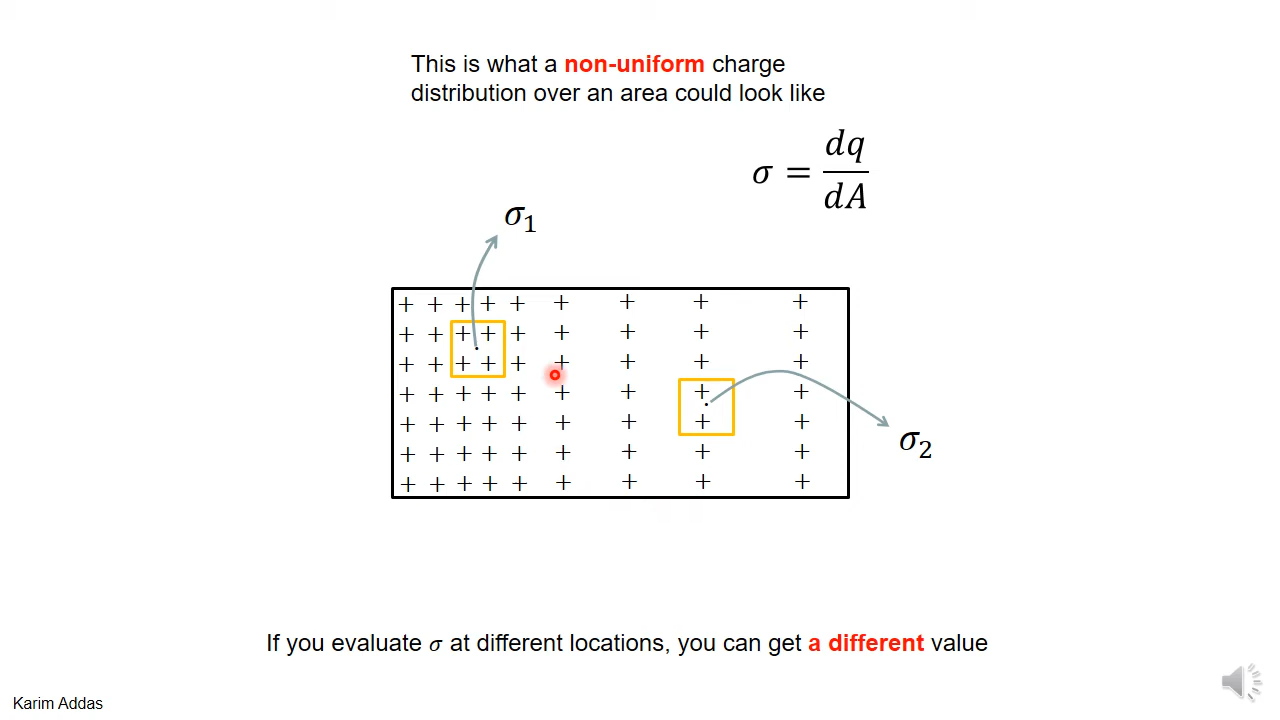 This is what a non-uniform charge
distribution over an area could look like
σ = dq/dA
σ₁
+ + + + + + + + +
+ + + + + + + + +
+ + + + + + + + +
+ + + + + + + + +
+ + + + + + + + +
+ + + + + + + + +
+ + + + + + + + +
σ₂
If you evaluate σ at different locations, you can get a different value
Karim Addas